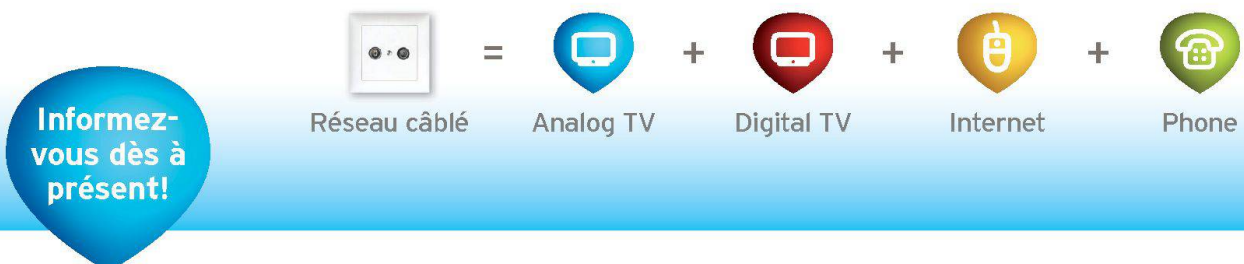 = + + +
Réseau câblé Analog TV Digital TV Internet Phone
Informez-
vous dès à
présent!